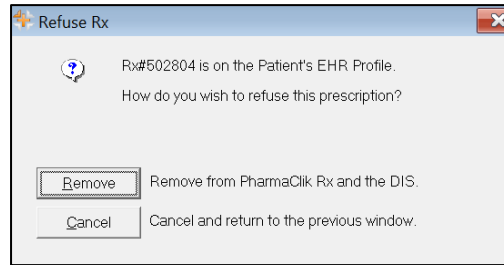 Refuse Rx
Rx#502804 is on the Patient's EHR Profile.
How do you wish to refuse this prescription?
Remove Remove from PharmaClik Rx and the DIS.
Cancel Cancel and return to the previous window.